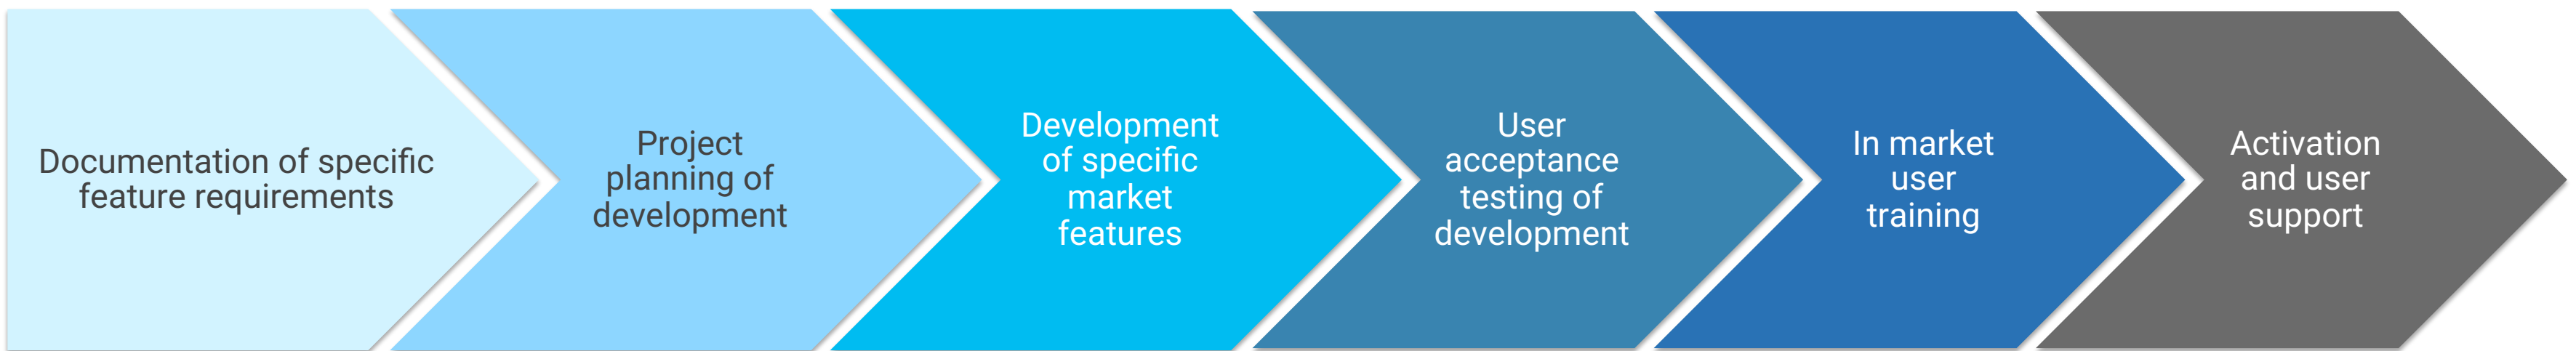 Documentation of specific
feature requirements
Project
planning of
development
Development
of specific
market
features
User
acceptance
testing of
development
In market
user
training
Activation
and user
support